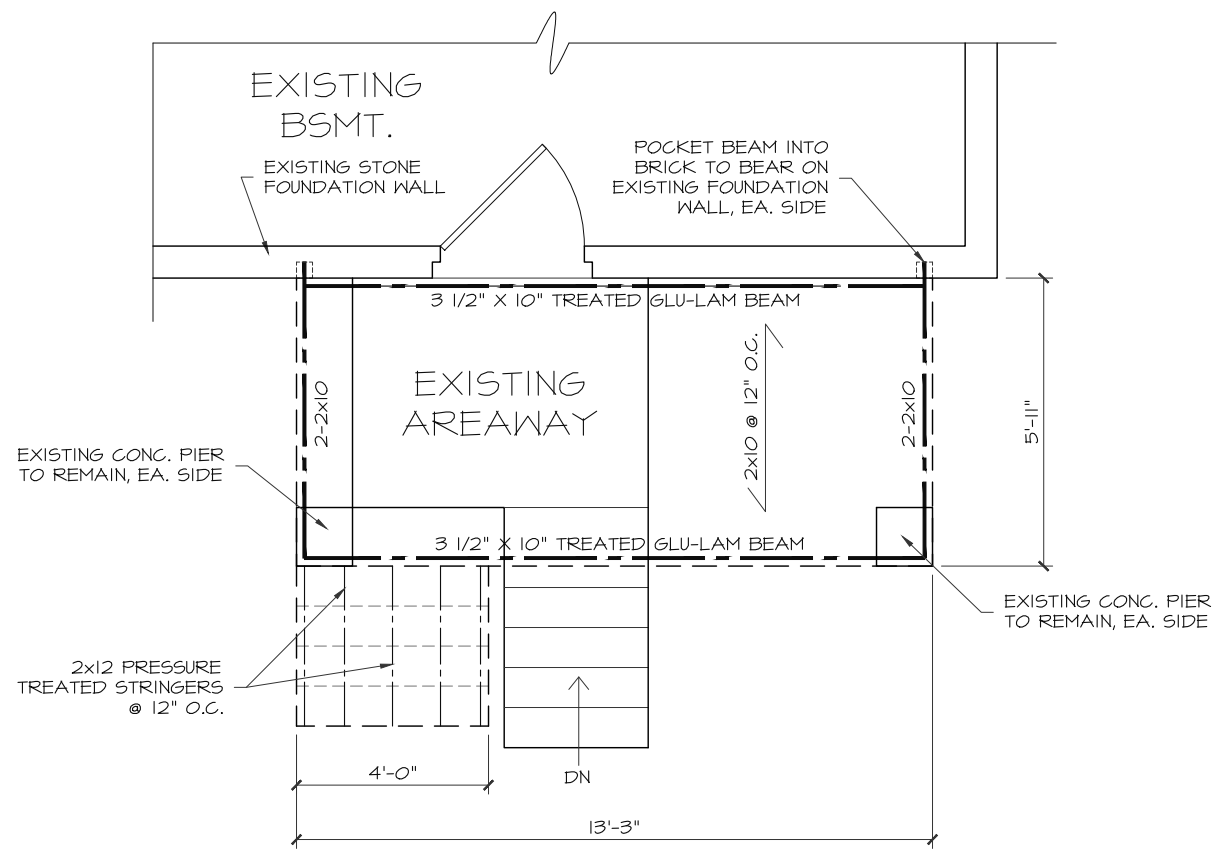 EXISTING
BSMT.
EXISTING STONE
FOUNDATION WALL
POCKET BEAM INTO
BRICK TO BEAR ON
EXISTING FOUNDATION
WALL, EA. SIDE
3 1/2" X 10" TREATED GLU-LAM BEAM
2-2x10
EXISTING
AREAWAY
2x10 @ 12" O.C.
2-2x10
5'-11"
EXISTING CONC. PIER
TO REMAIN, EA. SIDE
3 1/2" X 10" TREATED GLU-LAM BEAM
EXISTING CONC. PIER
TO REMAIN, EA. SIDE
2x12 PRESSURE
TREATED STRINGERS
@ 12" O.C.
4'-0"
DN
13'-3"